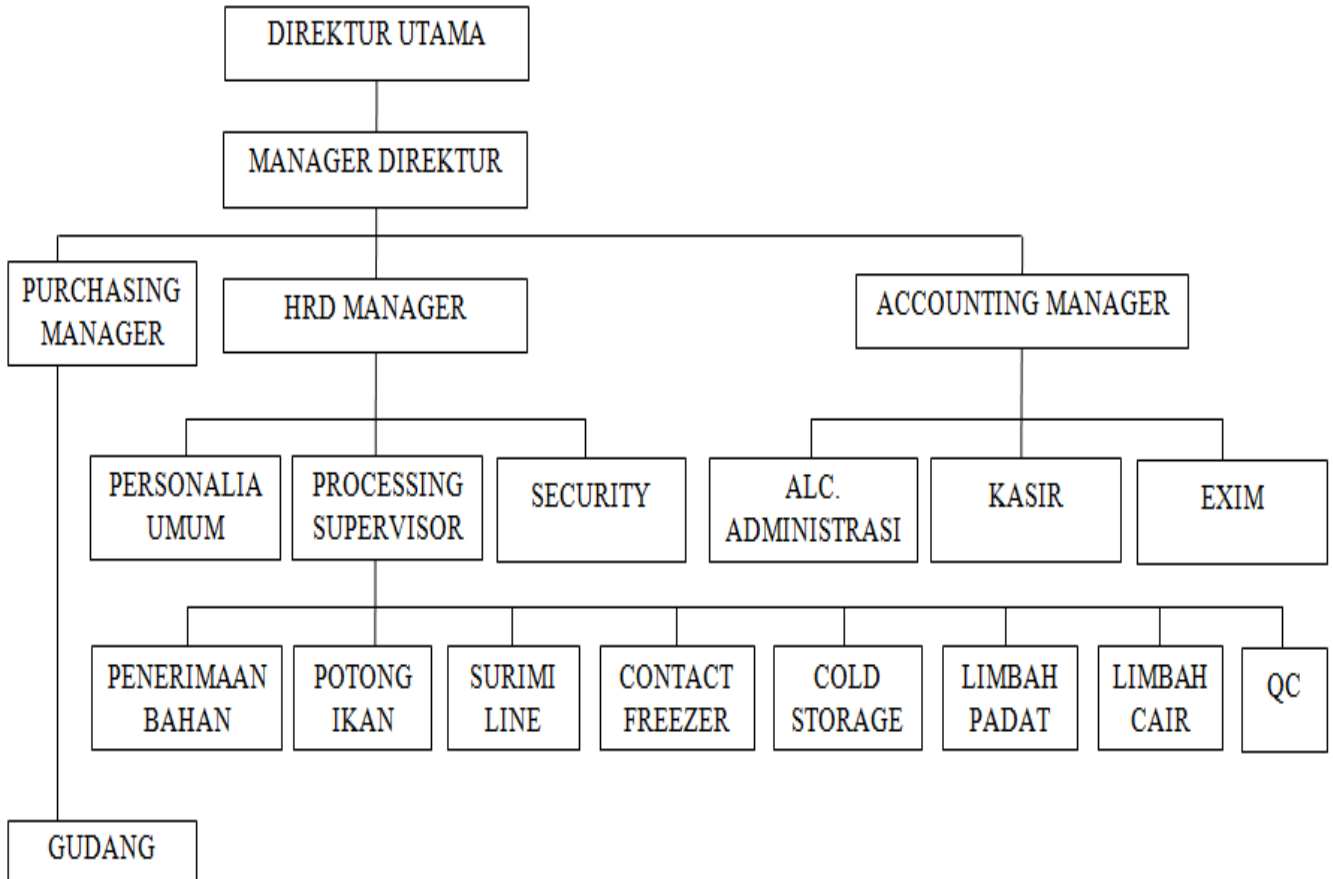 DIREKTUR UTAMA
MANAGER DIREKTUR
PURCHASING
MANAGER
HRD MANAGER
ACCOUNTING MANAGER
PERSONALIA
UMUM
PROCESSING
SUPERVISOR
SECURITY
ALC.
ADMINISTRASI
KASIR
EXIM
PENERIMAAN
BAHAN
POTONG
IKAN
SURIMI
LINE
CONTACT
FREEZER
COLD
STORAGE
LIMBAH
PADAT
LIMBAH
CAIR
QC
GUDANG